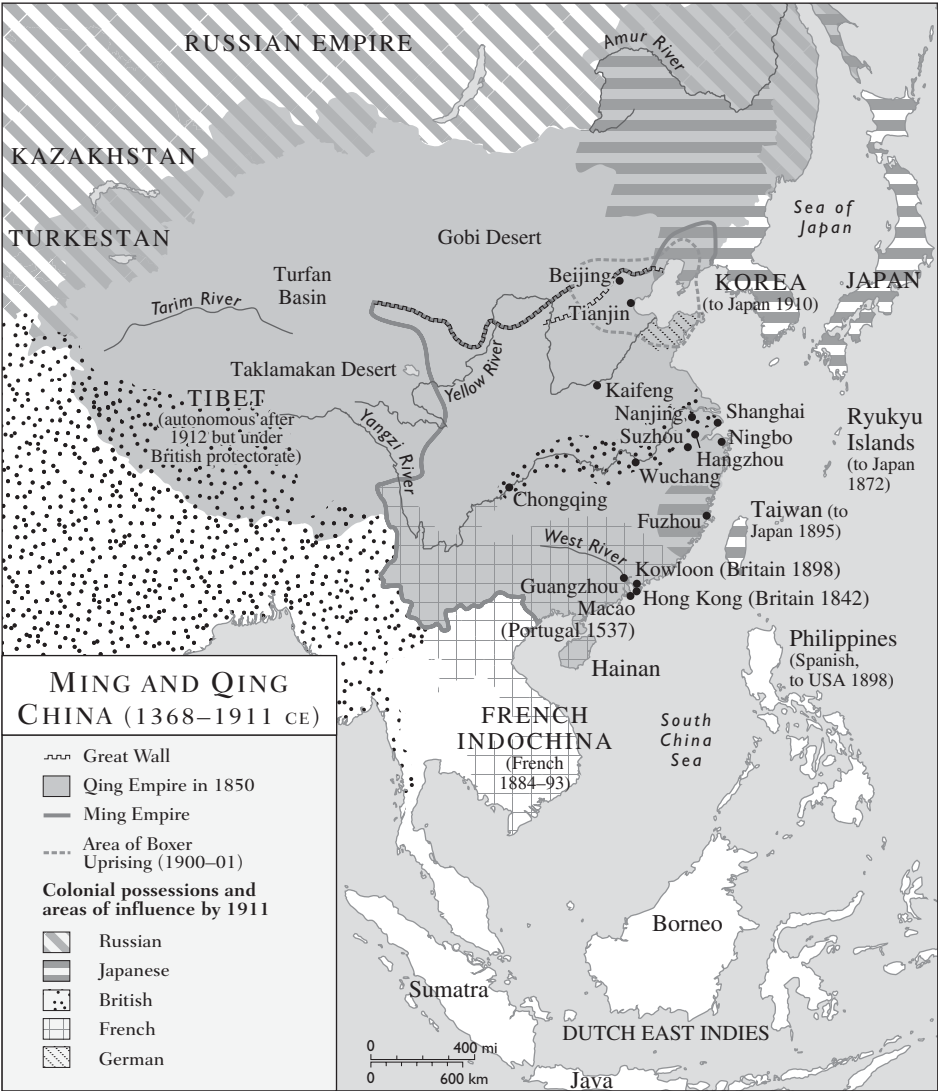 RUSSIAN EMPIRE
Amur River
KAZAKHSTAN
TURKESTAN
Gobi Desert
Sea of
Japan
Turfan
Basin
Tarim River
Beijing
Tianjin
KOREA
(to Japan 1910)
JAPAN
Taklamakan Desert
Yellow River
TIBET
(autonomous after
1912 but under
British protectorate)
Yangzi River
Kaifeng
Nanjing
Shanghai
Suzhou
Ningbo
Hangzhou
Wuchang
Chongqing
Ryukyu
Islands
(to Japan
1872)
Fuzhou
Taiwan (to
Japan 1895)
West River
Kowloon (Britain 1898)
Guangzhou
Hong Kong (Britain 1842)
Macao
(Portugal 1537)
Hainan
Philippines
(Spanish,
to USA 1898)
FRENCH
INDOCHINA
(French
1884–93)
South
China
Sea
Borneo
Sumatra
DUTCH EAST INDIES
Java
0 400 mi
0 600 km
MING AND QING
CHINA (1368–1911 CE)
Great Wall
Qing Empire in 1850
Ming Empire
Area of Boxer
Uprising (1900–01)
Colonial possessions and
areas of influence by 1911
Russian
Japanese
British
French
German